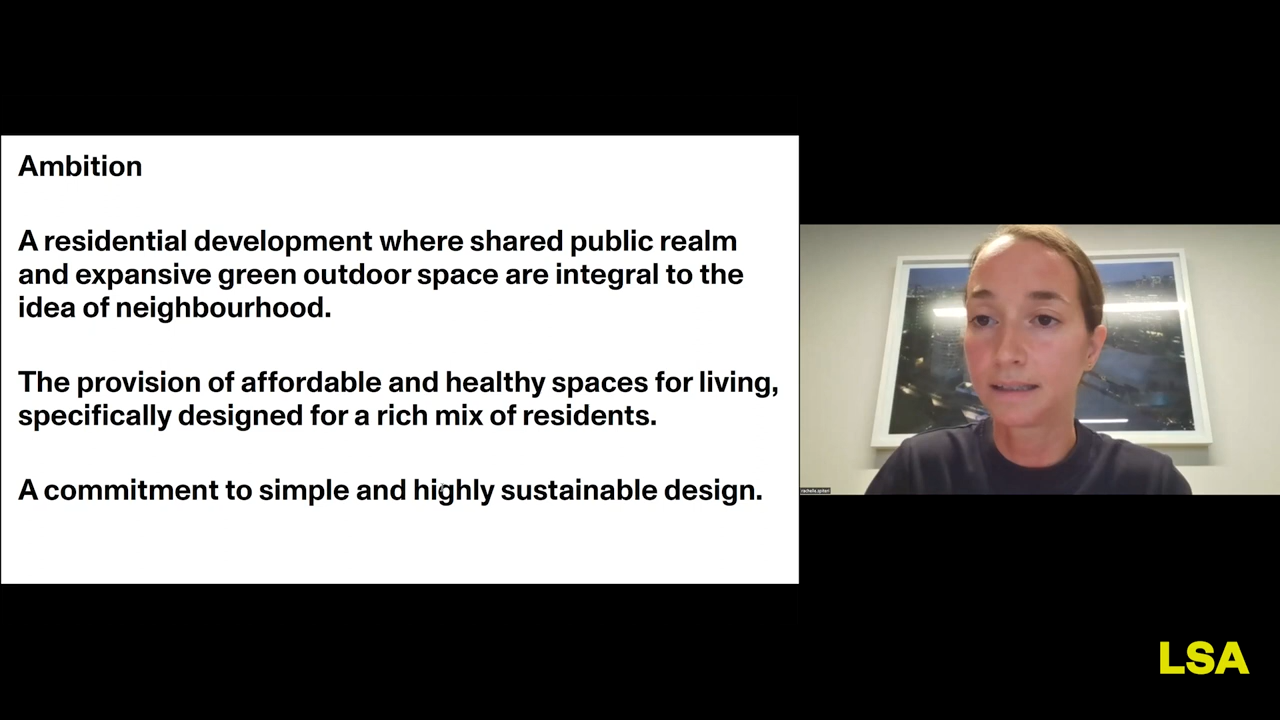 Ambition
A residential development where shared public realm
and expansive green outdoor space are integral to the
idea of neighbourhood.
The provision of affordable and healthy spaces for living,
specifically designed for a rich mix of residents.
A commitment to simple and highly sustainable design.
LSA